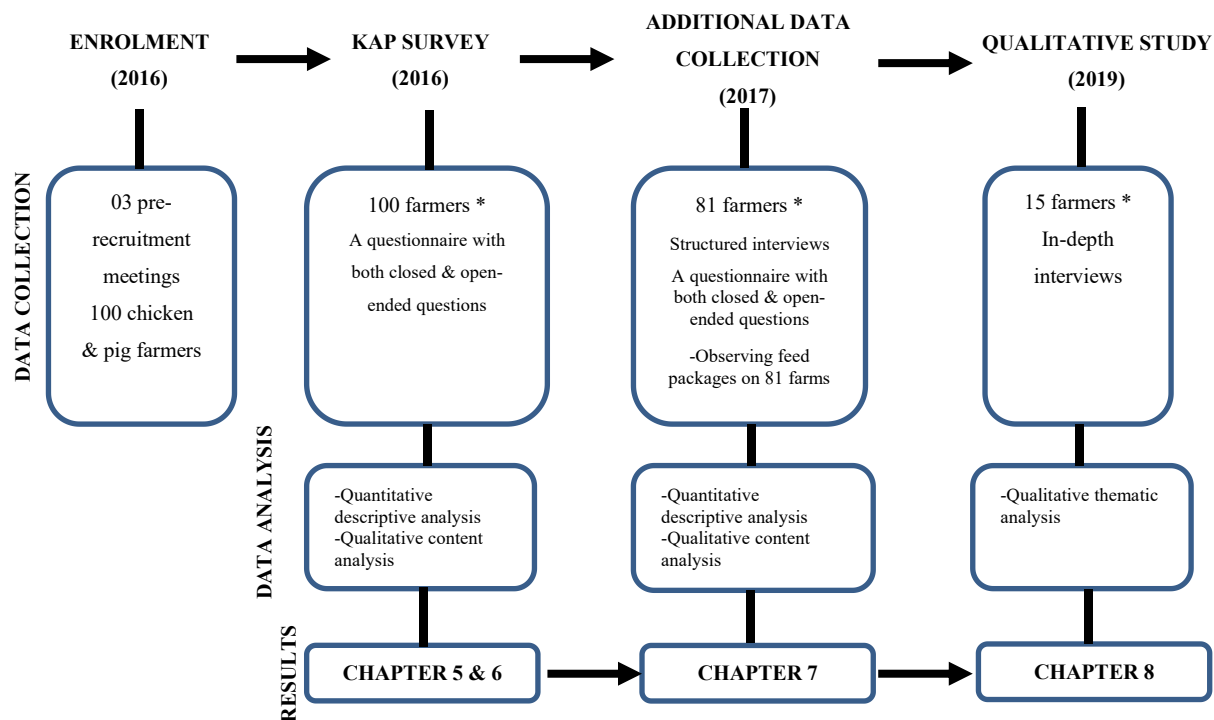 ENROLMENT
(2016)
KAP SURVEY
(2016)
ADDITIONAL DATA
COLLECTION
(2017)
QUALITATIVE STUDY
(2019)
DATA COLLECTION
03 pre-
recruitment
meetings
100 chicken
& pig farmers
100 farmers *
A questionnaire with
both closed & open-
ended questions
81 farmers *
Structured interviews
A questionnaire with
both closed & open-
ended questions
-Observing feed
packages on 81 farms
15 farmers *
In-depth
interviews
DATA ANALYSIS
-Quantitative
descriptive analysis
-Qualitative content
analysis
-Quantitative
descriptive analysis
-Qualitative content
analysis
-Qualitative thematic
analysis
RESULTS
CHAPTER 5 & 6
CHAPTER 7
CHAPTER 8